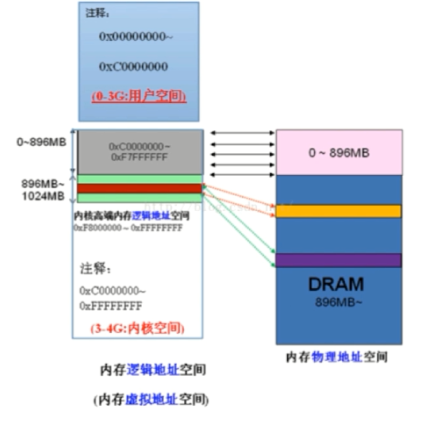 注释：
0x00000000~
0xC0000000
(0-3G:用户空间)
0~896MB
0xC0000000~
0xF7FFFFFF
0 ~ 896MB
896MB~
1024MB
内核高端内存逻辑地址空间
0xF8000000~0xFFFFFFFF
注释：
0xC0000000~
0xFFFFFFFF
(3-4G:内核空间)
DRAM
896MB~
内存物理地址空间
内存逻辑地址空间
(内存虚拟地址空间)